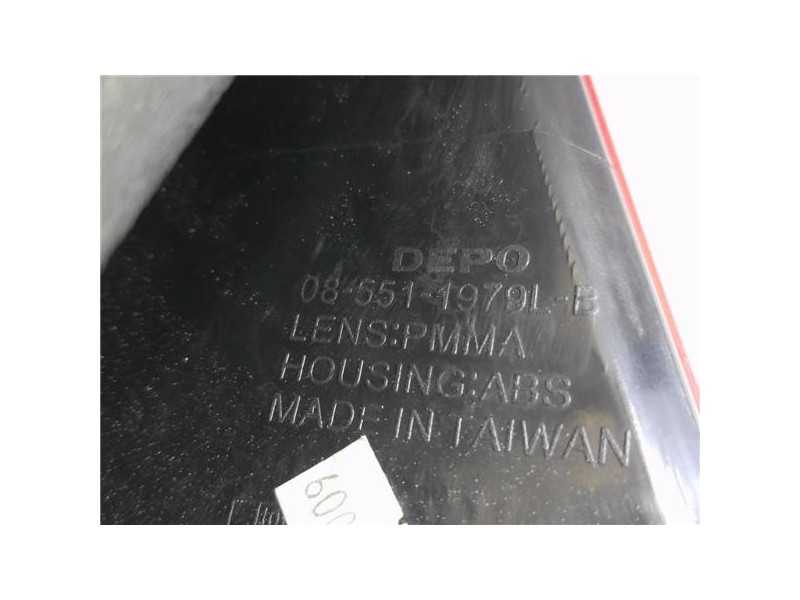 DEPO
08-551-1979L-B
LENS:PMMA
HOUSING:ABS
MADE IN TAIWAN